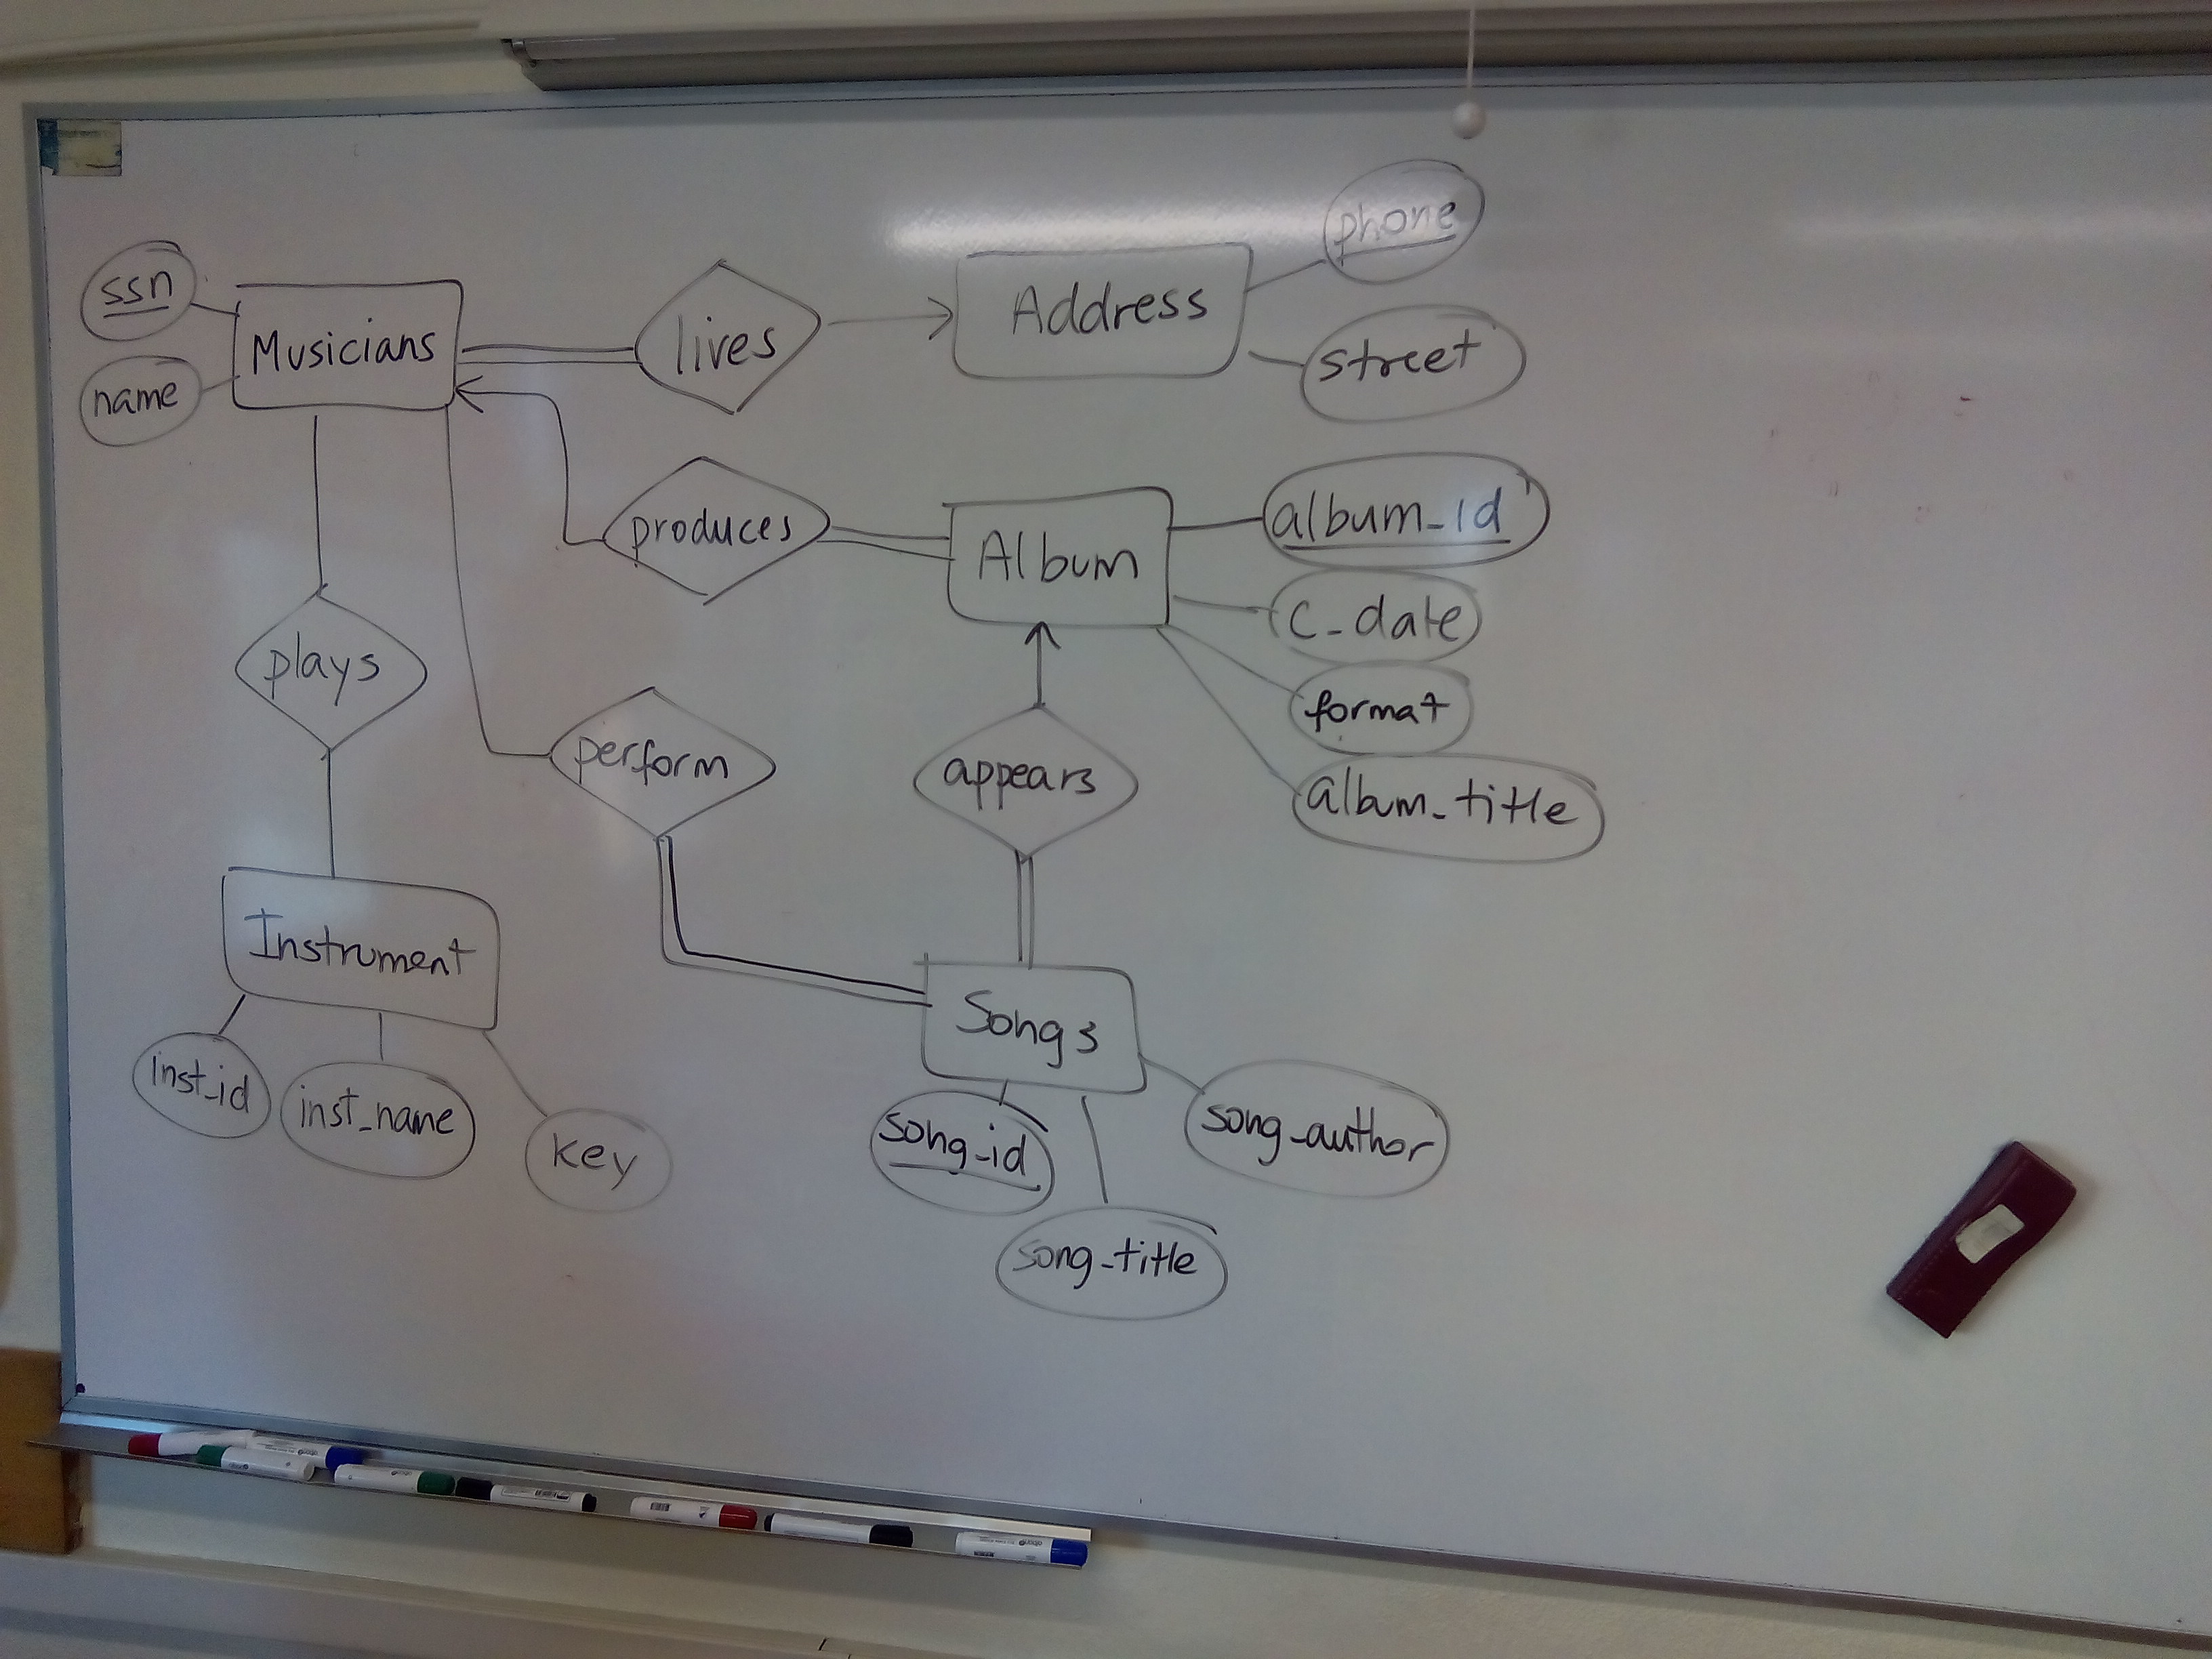 ssn
name
Musicians
lives
Address
phone
street
produces
Album
album_id
c_date
format
album_title
plays
perform
appears
Instrument
inst_id
inst_name
key
Songs
song_id
song_title
song_author